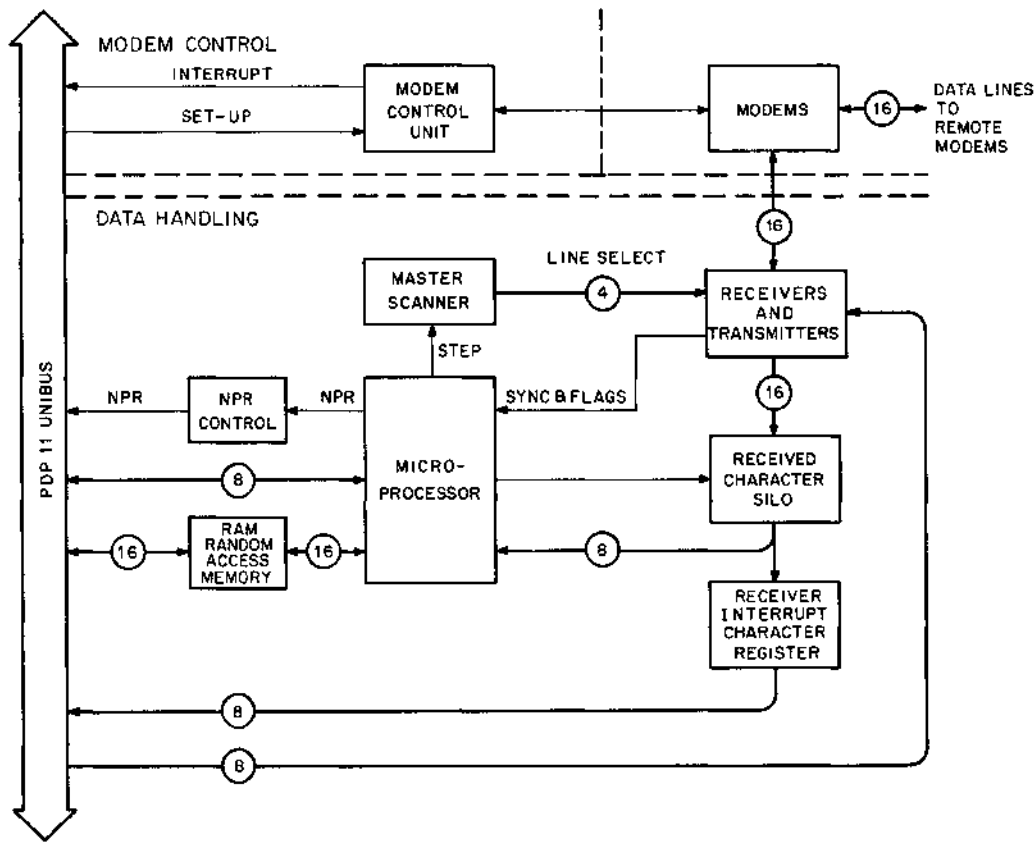 MODEM CONTROL
INTERRUPT
SET-UP
MODEM
CONTROL
UNIT
MODEMS
16
DATA LINES
TO
REMOTE
MODEMS
DATA HANDLING
16
MASTER
SCANNER
LINE SELECT
4
RECEIVERS
AND
TRANSMITTERS
STEP
16
NPR
NPR
CONTROL
NPR
SYNC & FLAGS
PDP 11 UNIBUS
8
MICRO-
PROCESSOR
RECEIVED
CHARACTER
SILO
16
RAM
RANDOM
ACCESS
MEMORY
16
8
RECEIVER
INTERRUPT
CHARACTER
REGISTER
8
8